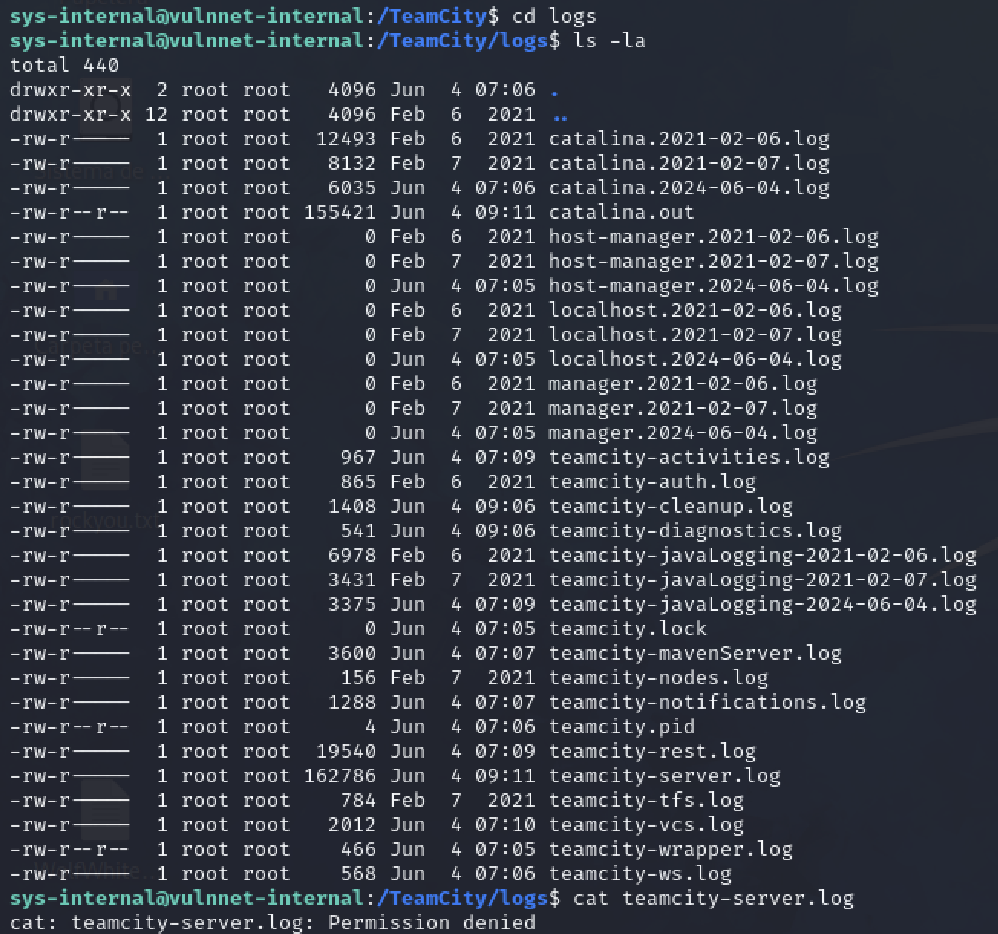 sys-internal@vulnnet-internal:/TeamCity$ cd logs
sys-internal@vulnnet-internal:/TeamCity/logs$ ls -la
total 440
drwxr-xr-x  2 root root   4096 Jun  4 07:06 .
drwxr-xr-x 12 root root   4096 Feb  6  2021 ..
-rw-r-----  1 root root  12493 Feb  6  2021 catalina.2021-02-06.log
-rw-r-----  1 root root   8132 Feb  7  2021 catalina.2021-02-07.log
-rw-r-----  1 root root   6035 Jun  4 07:06 catalina.2024-06-04.log
-rw-r--r--  1 root root 155421 Jun  4 09:11 catalina.out
-rw-r-----  1 root root      0 Feb  6  2021 host-manager.2021-02-06.log
-rw-r-----  1 root root      0 Feb  7  2021 host-manager.2021-02-07.log
-rw-r-----  1 root root      0 Jun  4 07:05 host-manager.2024-06-04.log
-rw-r-----  1 root root      0 Feb  6  2021 localhost.2021-02-06.log
-rw-r-----  1 root root      0 Feb  7  2021 localhost.2021-02-07.log
-rw-r-----  1 root root      0 Jun  4 07:05 localhost.2024-06-04.log
-rw-r-----  1 root root      0 Feb  6  2021 manager.2021-02-06.log
-rw-r-----  1 root root      0 Feb  7  2021 manager.2021-02-07.log
-rw-r-----  1 root root      0 Jun  4 07:05 manager.2024-06-04.log
-rw-r-----  1 root root    967 Jun  4 07:09 teamcity-activities.log
-rw-r-----  1 root root    865 Feb  6  2021 teamcity-auth.log
-rw-r-----  1 root root   1408 Jun  4 09:06 teamcity-cleanup.log
-rw-r-----  1 root root    541 Jun  4 09:06 teamcity-diagnostics.log
-rw-r-----  1 root root   6978 Feb  6  2021 teamcity-javaLogging-2021-02-06.log
-rw-r-----  1 root root   3431 Feb  7  2021 teamcity-javaLogging-2021-02-07.log
-rw-r-----  1 root root   3375 Jun  4 07:09 teamcity-javaLogging-2024-06-04.log
-rw-r--r--  1 root root      0 Jun  4 07:05 teamcity.lock
-rw-r-----  1 root root   3600 Jun  4 07:07 teamcity-mavenServer.log
-rw-r-----  1 root root    156 Feb  7  2021 teamcity-nodes.log
-rw-r-----  1 root root   1288 Jun  4 07:07 teamcity-notifications.log
-rw-r--r--  1 root root      4 Jun  4 07:06 teamcity.pid
-rw-r-----  1 root root  19540 Jun  4 07:09 teamcity-rest.log
-rw-r-----  1 root root 162786 Jun  4 09:11 teamcity-server.log
-rw-r-----  1 root root    784 Feb  7  2021 teamcity-tfs.log
-rw-r-----  1 root root   2012 Jun  4 07:10 teamcity-vcs.log
-rw-r--r--  1 root root    466 Jun  4 07:05 teamcity-wrapper.log
-rw-r-----  1 root root    568 Jun  4 07:06 teamcity-ws.log
sys-internal@vulnnet-internal:/TeamCity/logs$ cat teamcity-server.log
cat: teamcity-server.log: Permission denied